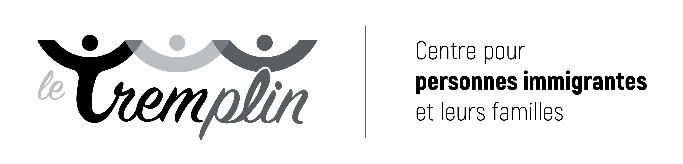 le Tremplin
Centre pour
personnes immigrantes
et leurs familles